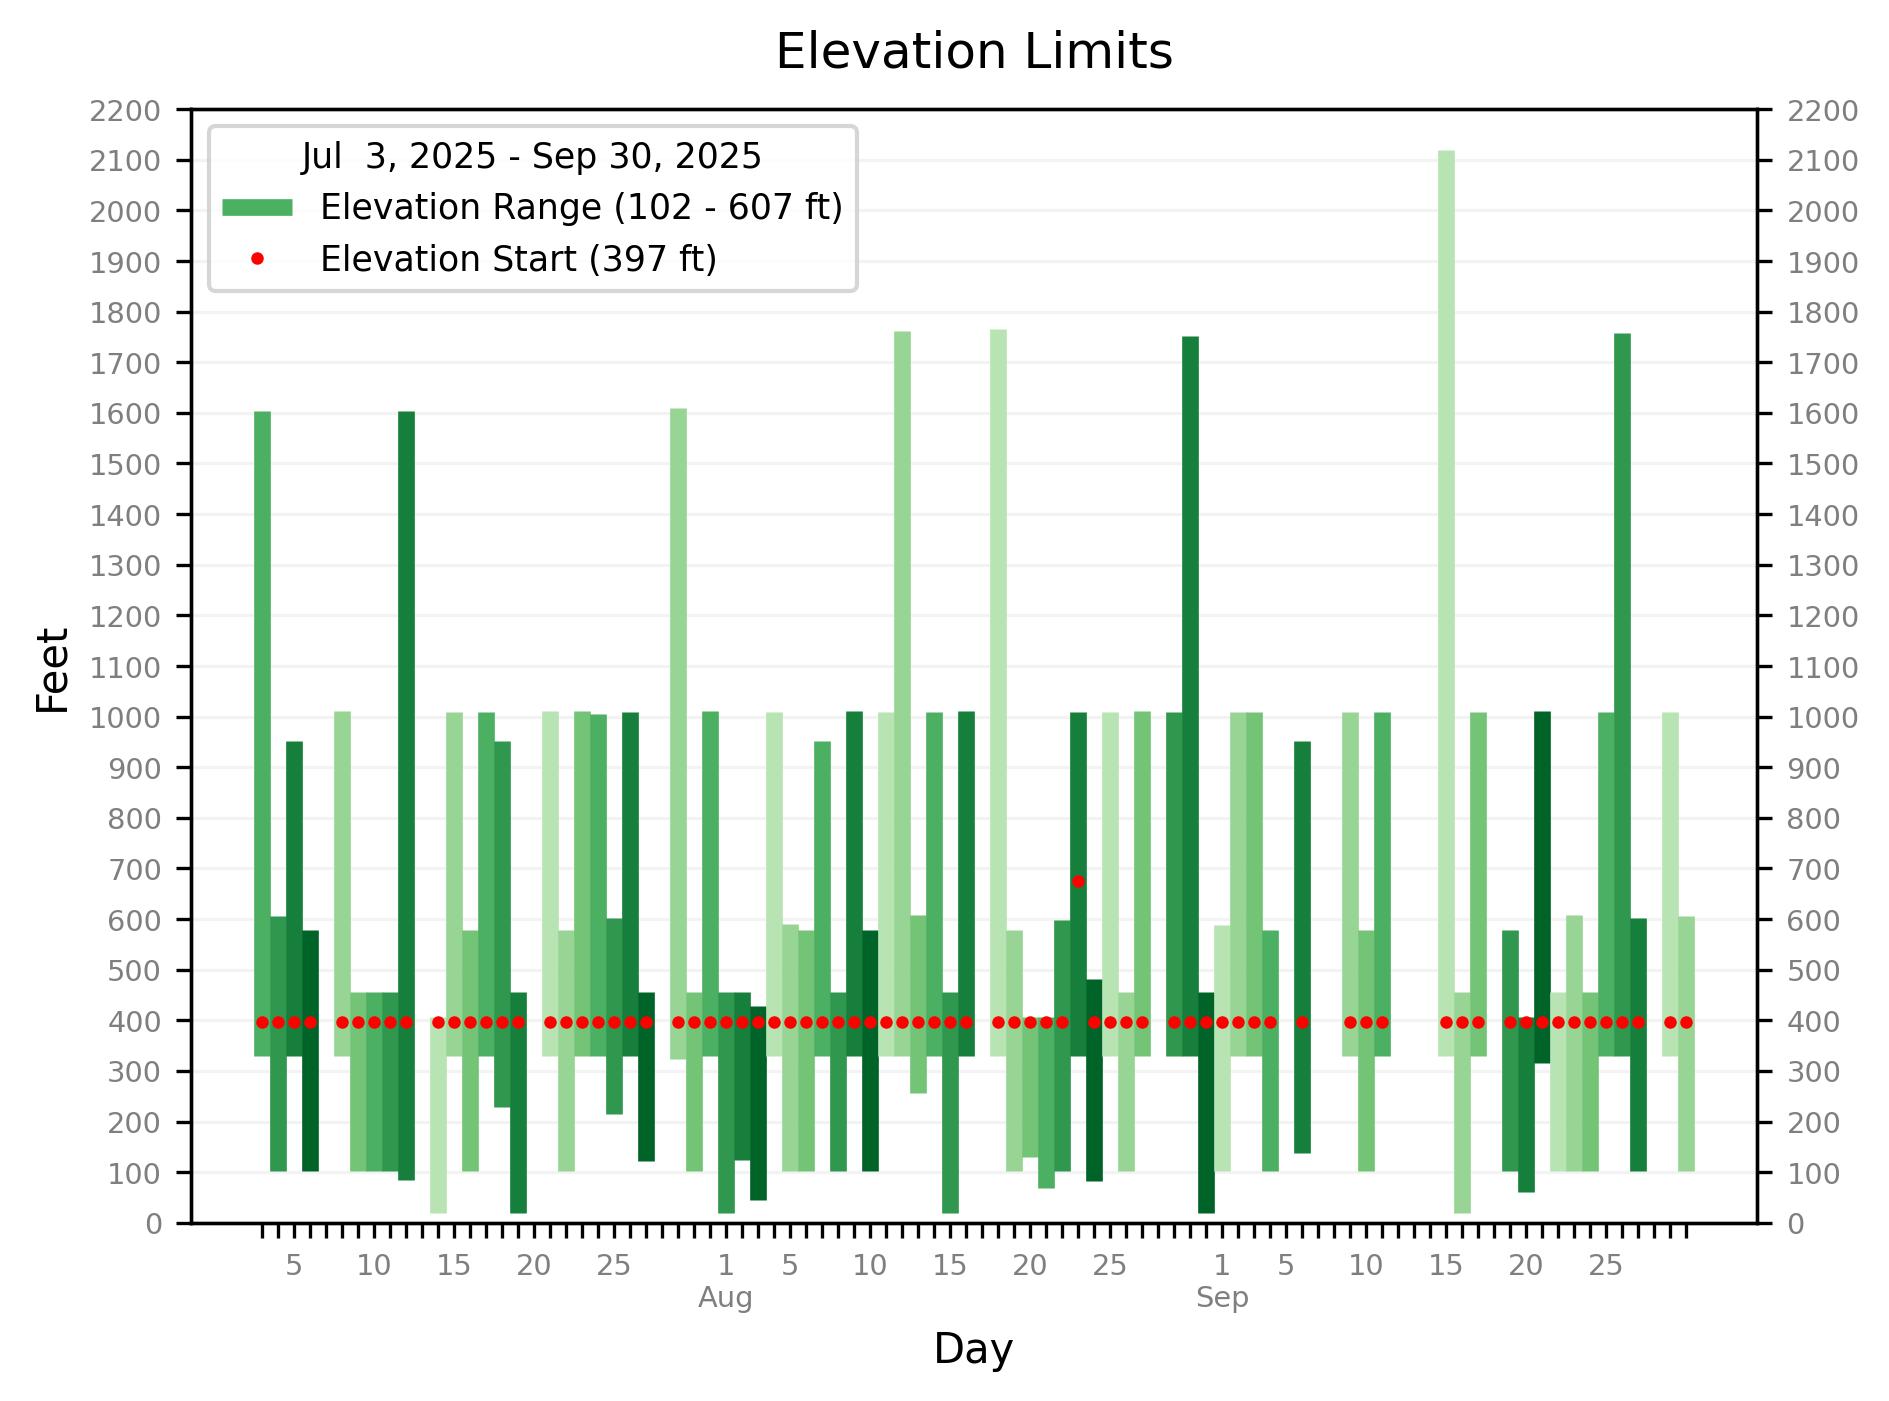 Elevation Limits
Jul  3, 2025 - Sep 30, 2025
Elevation Range (102 - 607 ft)
Elevation Start (397 ft)
2200 2200
2100 2100
2000 2000
1900 1900
1800 1800
1700 1700
1600 1600
1500 1500
1400 1400
1300 1300
1200 1200
1100 1100
1000 1000
900 900
800 800
700 700
600 600
500 500
400 400
300 300
200 200
100 100
0 0
Feet
5 10 15 20 25 1 5 10 15 20 25 1 5 10 15 20 25
Aug Sep
Day